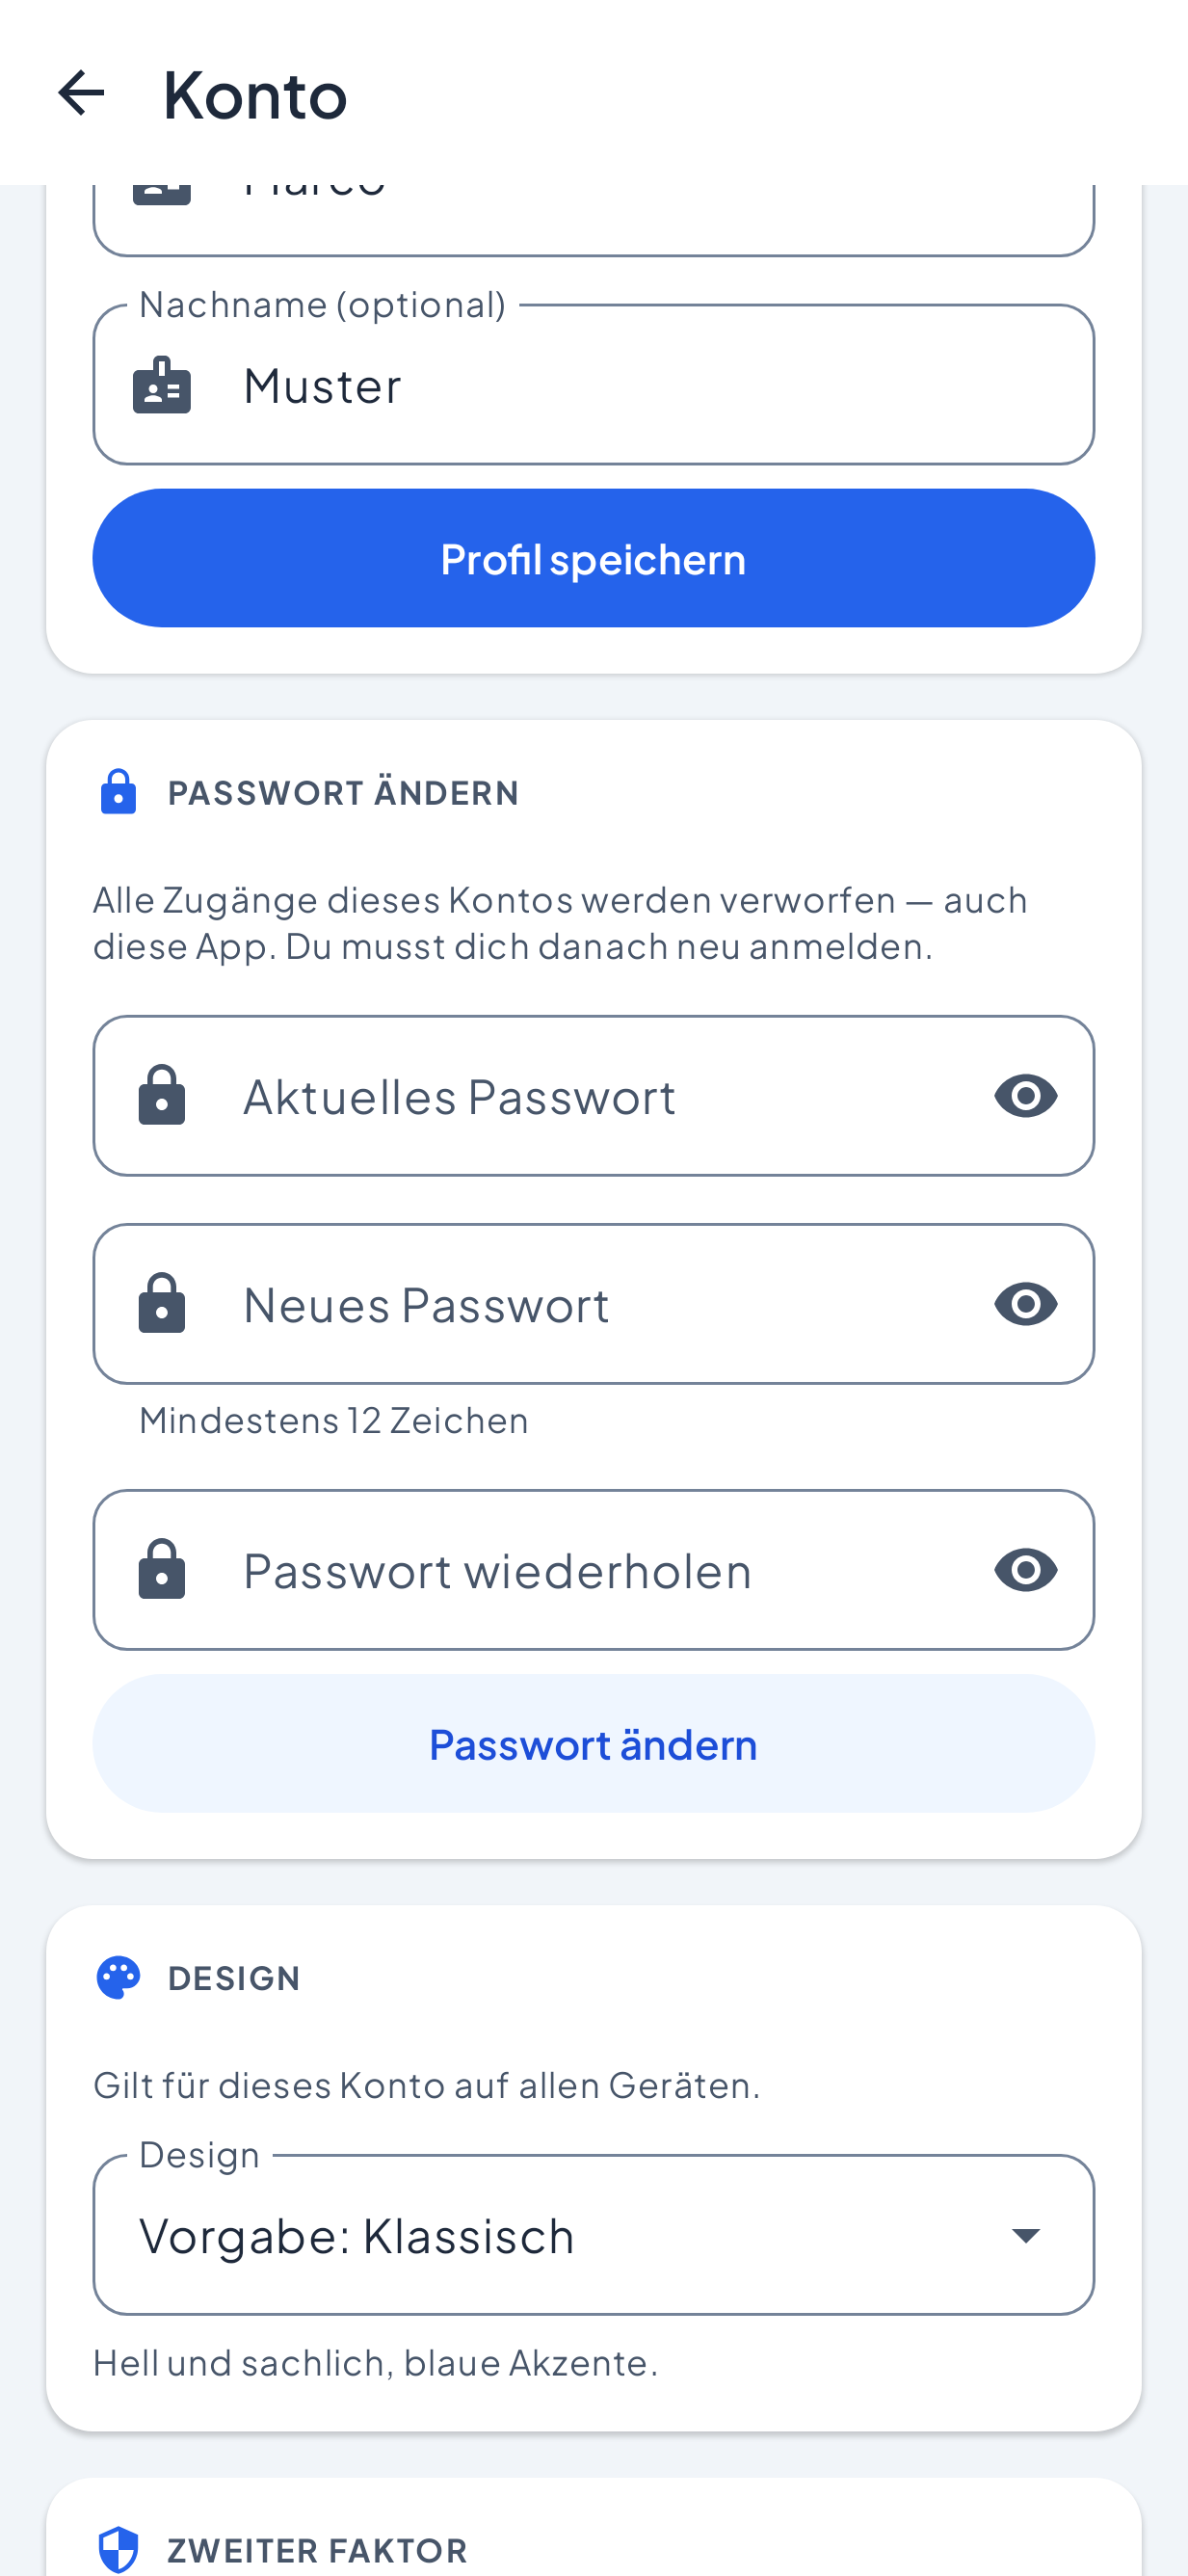 Konto
Nachname (optional)
Muster
Profil speichern
PASSWORT ÄNDERN
Alle Zugänge dieses Kontos werden verworfen — auch
diese App. Du musst dich danach neu anmelden.
Aktuelles Passwort
Neues Passwort
Mindestens 12 Zeichen
Passwort wiederholen
Passwort ändern
DESIGN
Gilt für dieses Konto auf allen Geräten.
Design
Vorgabe: Klassisch
Hell und sachlich, blaue Akzente.
ZWEITER FAKTOR